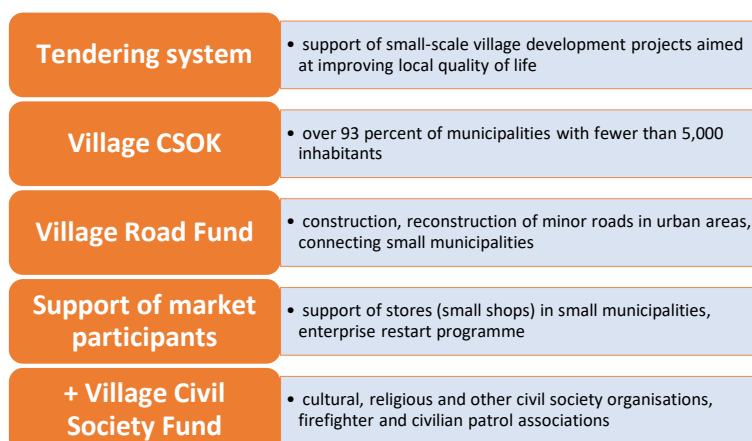 Tendering system
• support of small-scale village development projects aimed
at improving local quality of life
Village CSOK
• over 93 percent of municipalities with fewer than 5,000
inhabitants
Village Road Fund
• construction, reconstruction of minor roads in urban areas,
connecting small municipalities
Support of market
participants
• support of stores (small shops) in small municipalities,
enterprise restart programme
+ Village Civil
Society Fund
• cultural, religious and other civil society organisations,
firefighter and civilian patrol associations